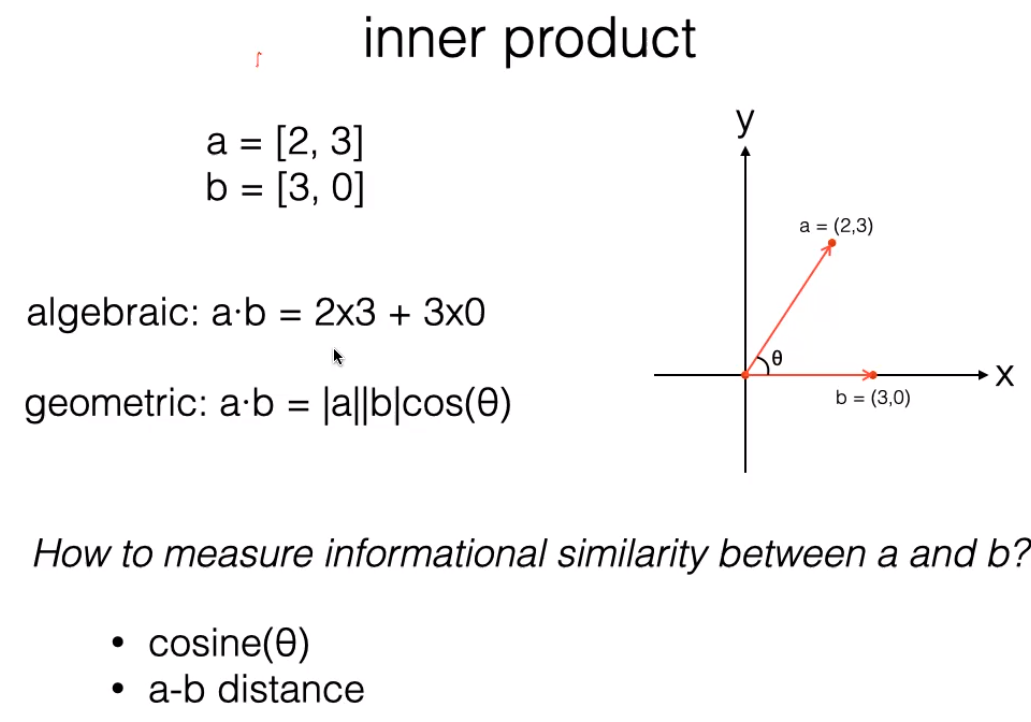 inner product
a = [2, 3]
b = [3, 0]
algebraic: a·b = 2x3 + 3x0
geometric: a·b = |a||b|cos(θ)
y
a = (2,3)
θ
x
b = (3,0)
How to measure informational similarity between a and b?
• cosine(θ)
• a-b distance